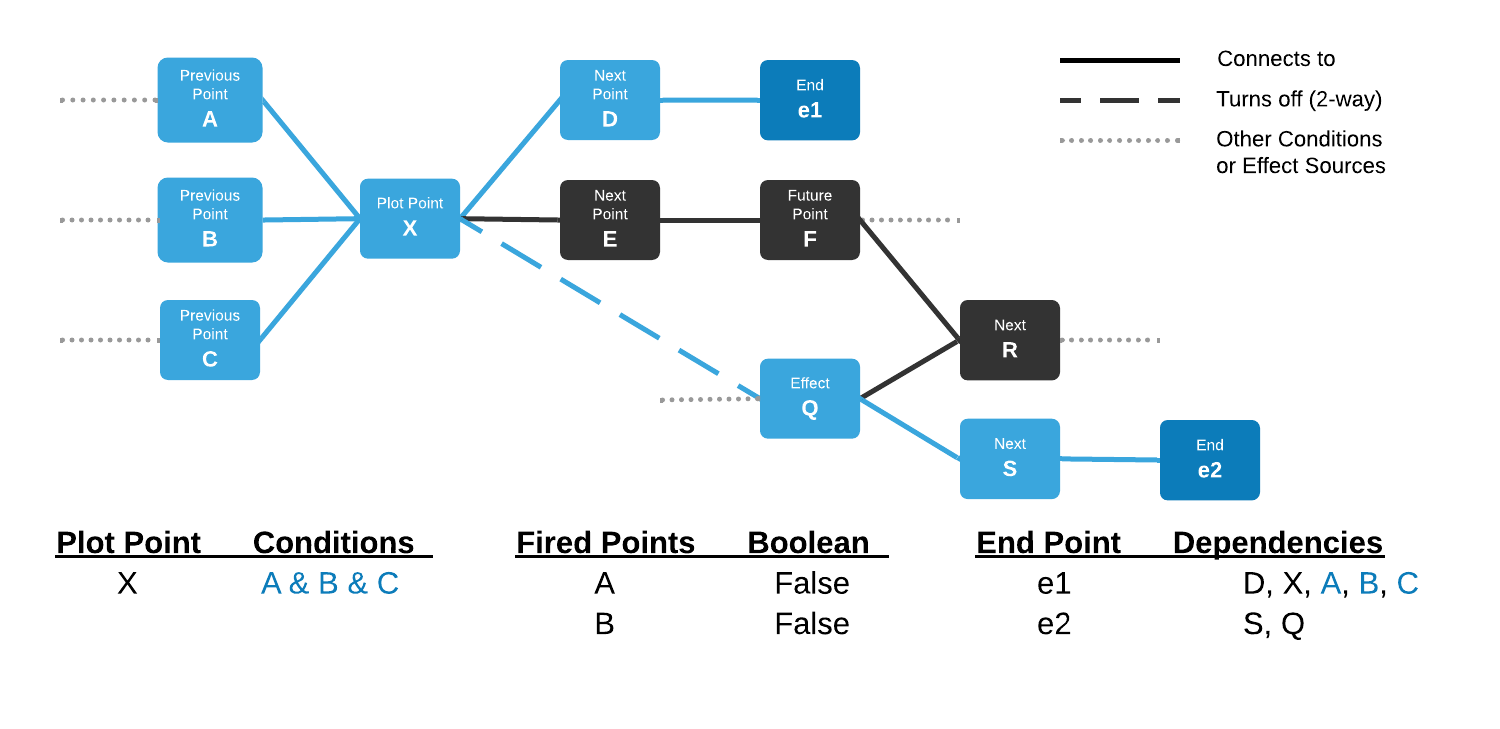 Previous
Point
A
Previous
Point
B
Previous
Point
C
Plot Point
X
Next
Point
D
End
e1
Next
Point
E
Future
Point
F
Effect
Q
Next
R
Next
S
End
e2
Connects to
Turns off (2-way)
Other Conditions
or Effect Sources
Plot Point Conditions
X A & B & C
Fired Points Boolean
A False
B False
End Point Dependencies
e1 D, X, A, B, C
e2 S, Q